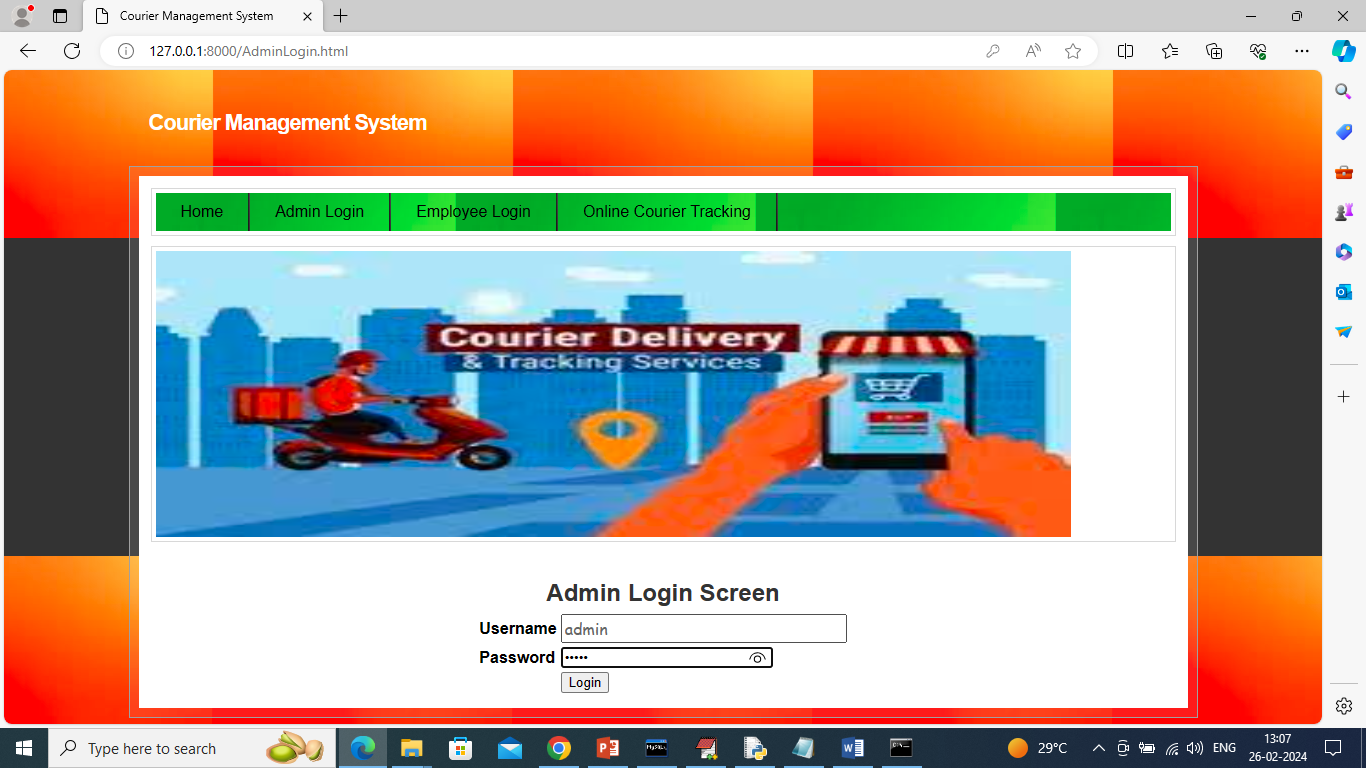 Courier Management System
127.0.0.1:8000/AdminLogin.html
Courier Management System
Home Admin Login Employee Login Online Courier Tracking
Courier Delivery
& Tracking Services
Admin Login Screen
Username admin
Password •••••
Login
Type here to search
29°C
ENG
13:07
26-02-2024